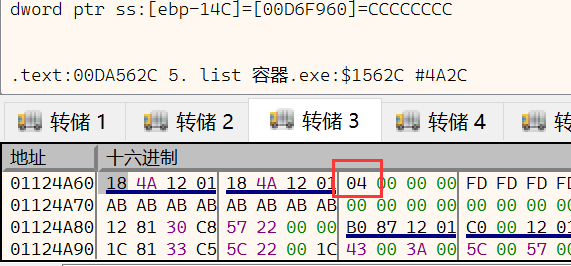 dword ptr ss:[ebp-14C]=[00D6F960]=CCCCCCCC
.text:00DA562C 5. list 容器.exe:$1562C #4A2C
转储 1 转储 2 转储 3 转储 4
地址 十六进制
01124A60 18 4A 12 01 18 4A 12 01 04 00 00 00 FD FD FD FD
01124A70 AB AB AB AB AB AB AB AB 00 00 00 00 00 00 00 00
01124A80 12 81 30 C8 57 22 00 00 B0 87 12 01 C0 00 12 01
01124A90 1C 81 33 C5 5C 22 00 1C 43 00 3A 00 5C 00 57 00